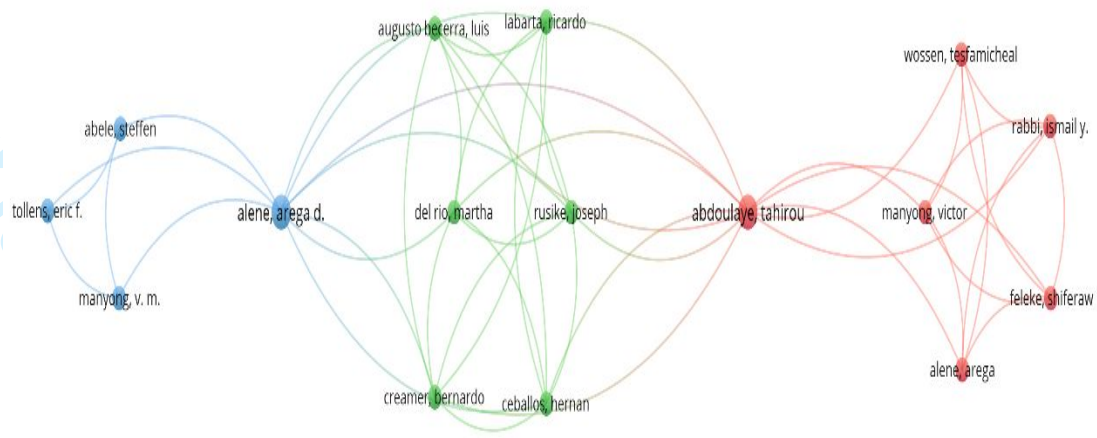 augusto becerra, luis
labarta, ricardo
wossen, tesfamicheal
abele, steffen
rabbi, ismail y.
tollens, eric f.
alene, arega d.
del rio, martha
rusike, joseph
abdoulaye, tahirou
manyong, victor
manyong, v. m.
feleke, shiferaw
alene, arega
creamer, bernardo
ceballos, hernan